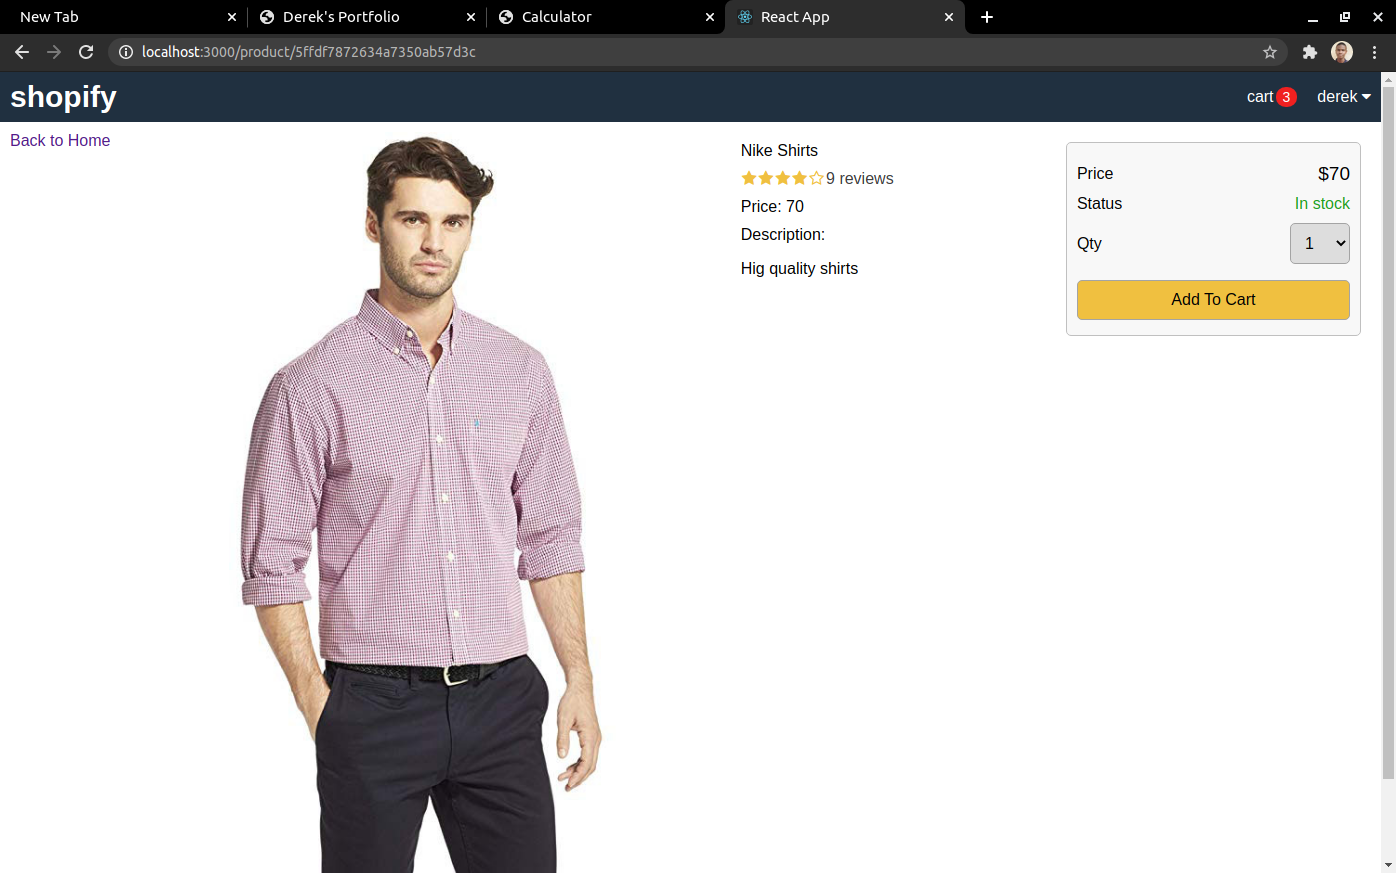 New Tab
Derek's Portfolio
Calculator
React App
localhost:3000/product/5ffdf7872634a7350ab57d3c
shopify
cart 3
derek
Back to Home
Nike Shirts
9 reviews
Price: 70
Description:
Hig quality shirts
Price $70
Status In stock
Qty 1
Add To Cart